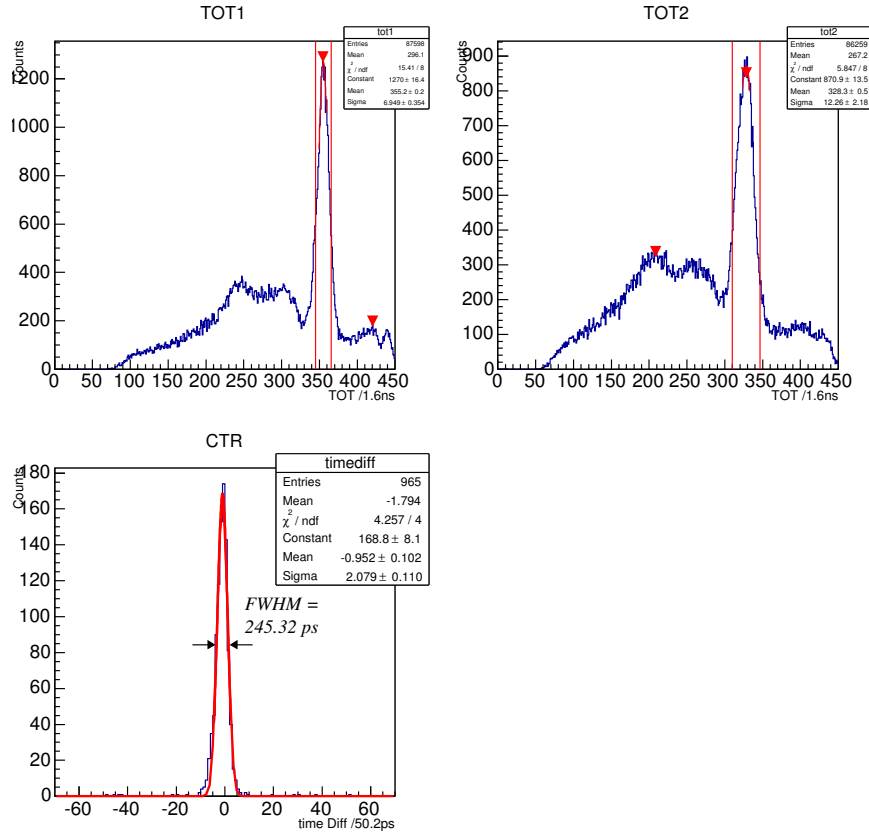 TOT1
Counts
tot1
Entries 87598
Mean 296.1
χ² / ndf 15.41 / 8
Constant 1270 ± 16.4
Mean 355.2 ± 0.2
Sigma 6.949 ± 0.354
1200
1000
800
600
400
200
0
0 50 100 150 200 250 300 350 400 450
TOT /1.6ns
TOT2
Counts
tot2
Entries 86259
Mean 267.2
χ² / ndf 5.847 / 8
Constant 870.9 ± 13.5
Mean 328.3 ± 0.5
Sigma 12.26 ± 2.18
900
800
700
600
500
400
300
200
100
0
0 50 100 150 200 250 300 350 400 450
TOT /1.6ns
CTR
Counts
timediff
Entries 965
Mean -1.794
χ² / ndf 4.257 / 4
Constant 168.8 ± 8.1
Mean -0.952 ± 0.102
Sigma 2.079 ± 0.110
FWHM =
245.32 ps
180
160
140
120
100
80
60
40
20
0
-60 -40 -20 0 20 40 60
time Diff /50.2ps